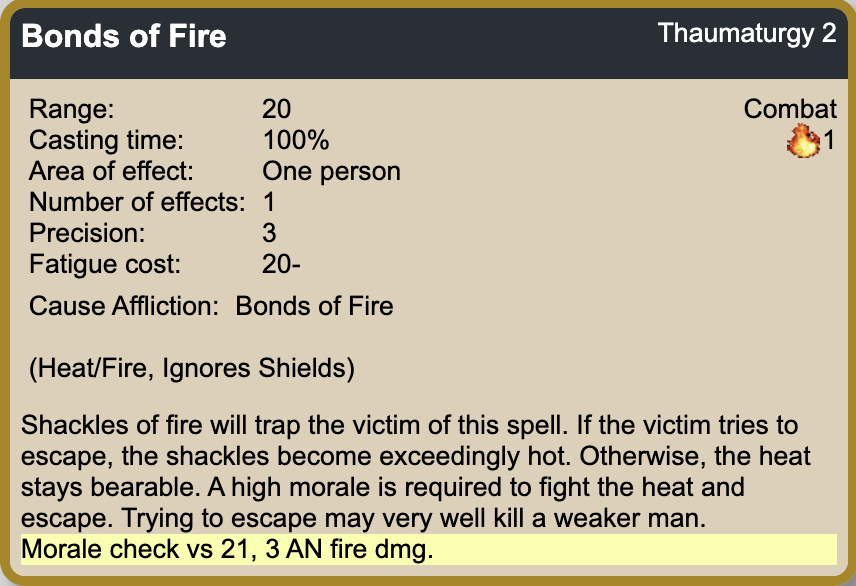 Bonds of Fire Thaumaturgy 2
Range: 20 Combat
Casting time: 100% 1
Area of effect: One person
Number of effects: 1
Precision: 3
Fatigue cost: 20-
Cause Affliction: Bonds of Fire
(Heat/Fire, Ignores Shields)
Shackles of fire will trap the victim of this spell. If the victim tries to
escape, the shackles become exceedingly hot. Otherwise, the heat
stays bearable. A high morale is required to fight the heat and
escape. Trying to escape may very well kill a weaker man.
Morale check vs 21, 3 AN fire dmg.